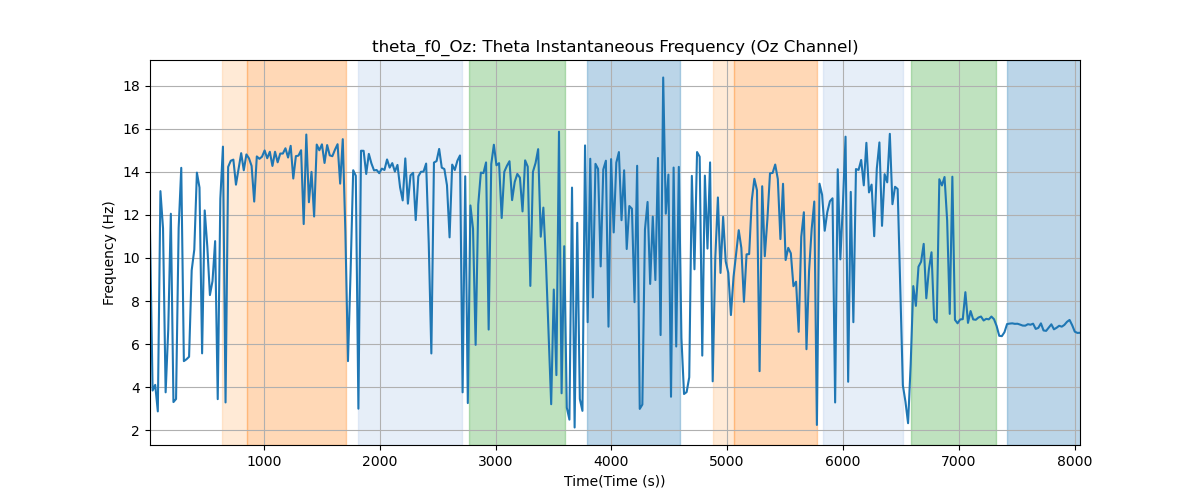 theta_f0_Oz: Theta Instantaneous Frequency (Oz Channel)
Frequency (Hz)
18
16
14
12
10
8
6
4
2
1000 2000 3000 4000 5000 6000 7000 8000
Time(Time (s))